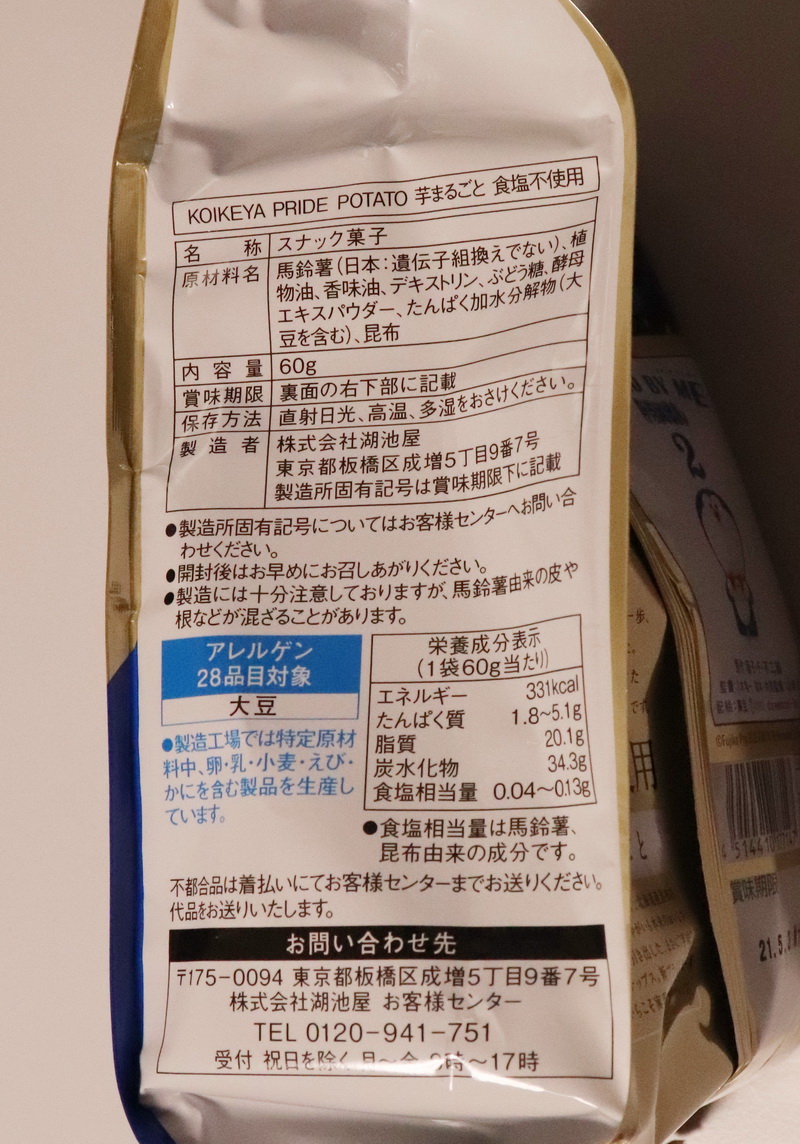 KOIKEYA PRIDE POTATO 芋まるごと 食塩不使用
名称 スナック菓子
原材料名 馬鈴薯(日本:遺伝子組換えでない)、植
物油、香味油、デキストリン、ぶどう糖、酵母
エキスパウダー、たんぱく加水分解物(大
豆を含む)、昆布
内容量 60g
賞味期限 裏面の右下部に記載
保存方法 直射日光、高温、多湿をおさけください。
製造者 株式会社湖池屋
東京都板橋区成増5丁目9番7号
製造所固有記号は賞味期限下に記載
●製造所固有記号についてはお客様センターへお問い合
わせください。
●開封後はお早めにお召しあがりください。
●製造には十分注意しておりますが、馬鈴薯由来の皮や
根などが混ざることがあります。
アレルゲン
28品目対象
大豆
●製造工場では特定原材
料中、卵・乳・小麦・えび・
かにを含む製品を生産し
ています。
栄養成分表示
(1袋60g当たり)
エネルギー 331kcal
たんぱく質 1.8~5.1g
脂質 20.1g
炭水化物 34.3g
食塩相当量 0.04~0.13g
●食塩相当量は馬鈴薯、
昆布由来の成分です。
不都合品は着払いにてお客様センターまでお送りください。
代品をお送りいたします。
お問い合わせ先
〒175-0094 東京都板橋区成増5丁目9番7号
株式会社湖池屋 お客様センター
TEL 0120-941-751
受付 祝日を除く 月~金 9時~17時
BY ME
2
用
賞味期限
21.5.